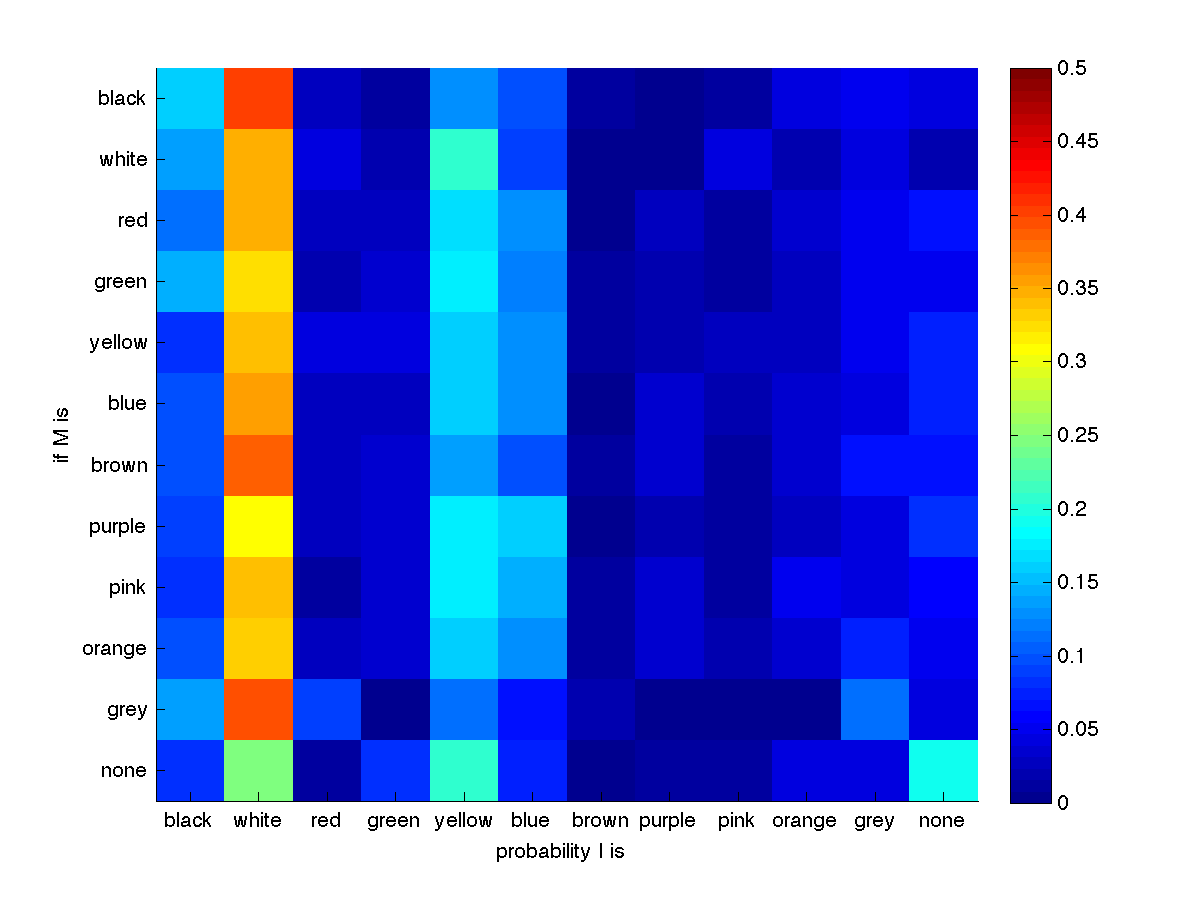 black
white
red
green
yellow
blue
brown
purple
pink
orange
grey
none
if M is
black white red green yellow blue brown purple pink orange grey none
probability I is
0.5
0.45
0.4
0.35
0.3
0.25
0.2
0.15
0.1
0.05
0